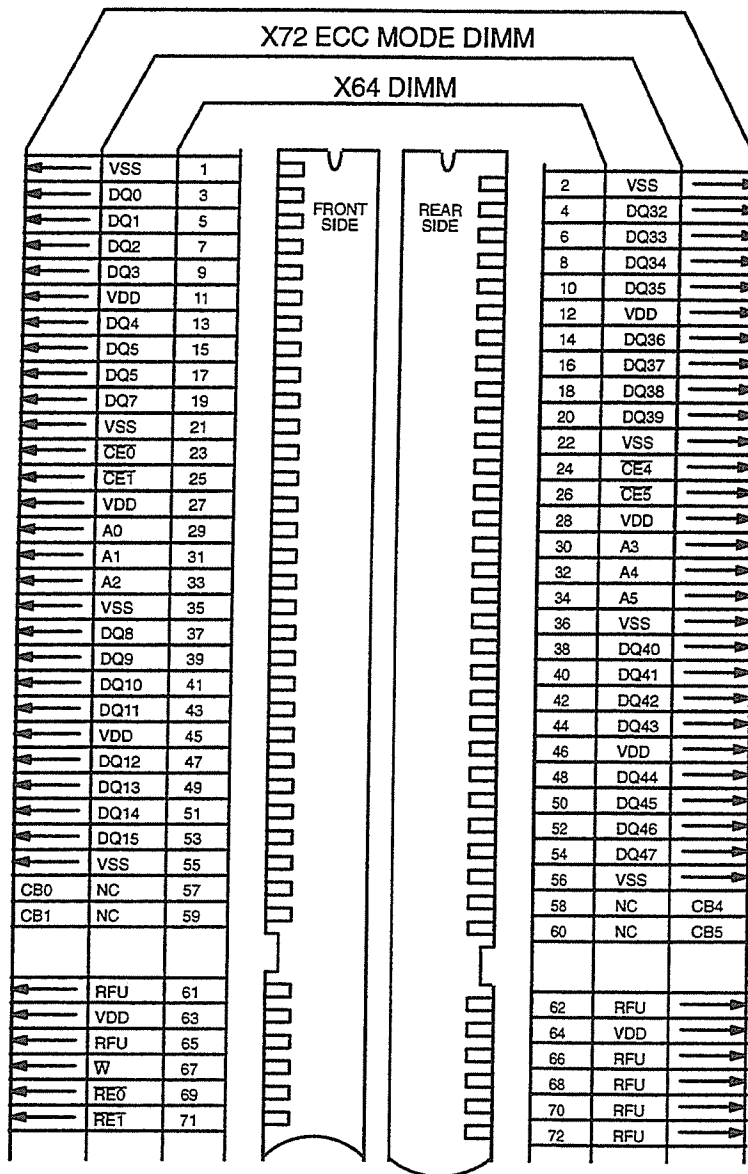 X72 ECC MODE DIMM
X64 DIMM
FRONT SIDE
REAR SIDE
VSS 1
DQ0 3
DQ1 5
DQ2 7
DQ3 9
VDD 11
DQ4 13
DQ5 15
DQ5 17
DQ7 19
VSS 21
C̅E̅0̅ 23
C̅E̅1̅ 25
VDD 27
A0 29
A1 31
A2 33
VSS 35
DQ8 37
DQ9 39
DQ10 41
DQ11 43
VDD 45
DQ12 47
DQ13 49
DQ14 51
DQ15 53
VSS 55
CB0 NC 57
CB1 NC 59
RFU 61
VDD 63
RFU 65
W̅ 67
R̅E̅0̅ 69
R̅E̅1̅ 71
2 VSS
4 DQ32
6 DQ33
8 DQ34
10 DQ35
12 VDD
14 DQ36
16 DQ37
18 DQ38
20 DQ39
22 VSS
24 C̅E̅4̅
26 C̅E̅5̅
28 VDD
30 A3
32 A4
34 A5
36 VSS
38 DQ40
40 DQ41
42 DQ42
44 DQ43
46 VDD
48 DQ44
50 DQ45
52 DQ46
54 DQ47
56 VSS
58 NC CB4
60 NC CB5
62 RFU
64 VDD
66 RFU
68 RFU
70 RFU
72 RFU